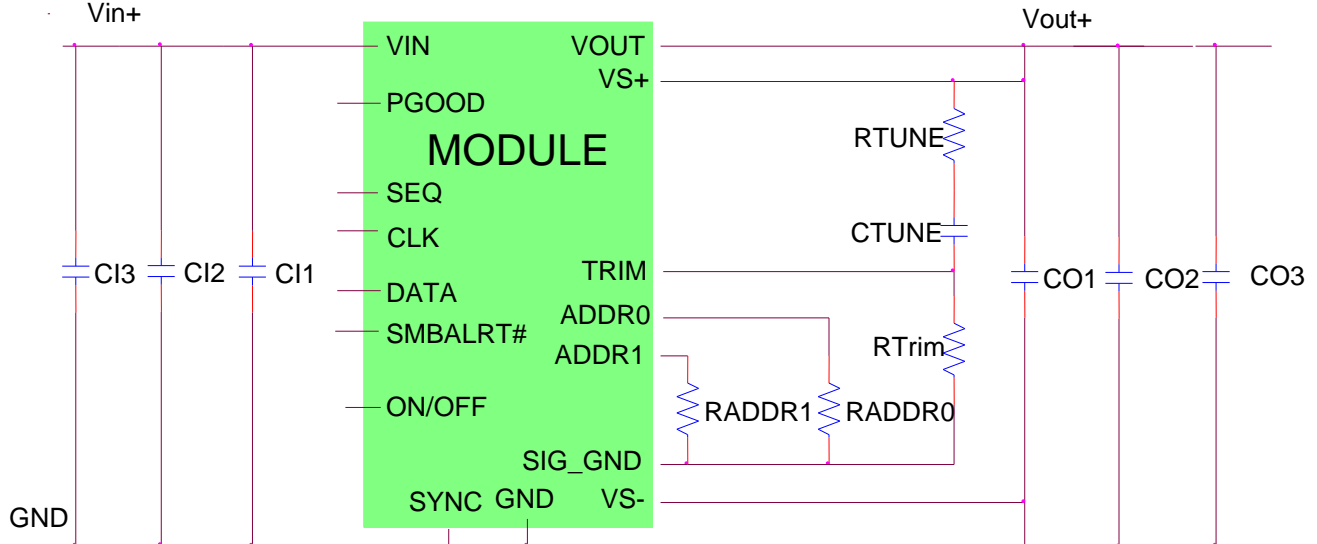 Vin+
Vout+
VIN
VOUT
VS+
PGOOD
MODULE
RTUNE
SEQ
CLK
CTUNE
CI3
CI2
CI1
TRIM
CO1
CO2
CO3
DATA
ADDR0
SMBALRT#
ADDR1
RTrim
ON/OFF
RADDR1
RADDR0
SIG_GND
SYNC
GND
VS-
GND